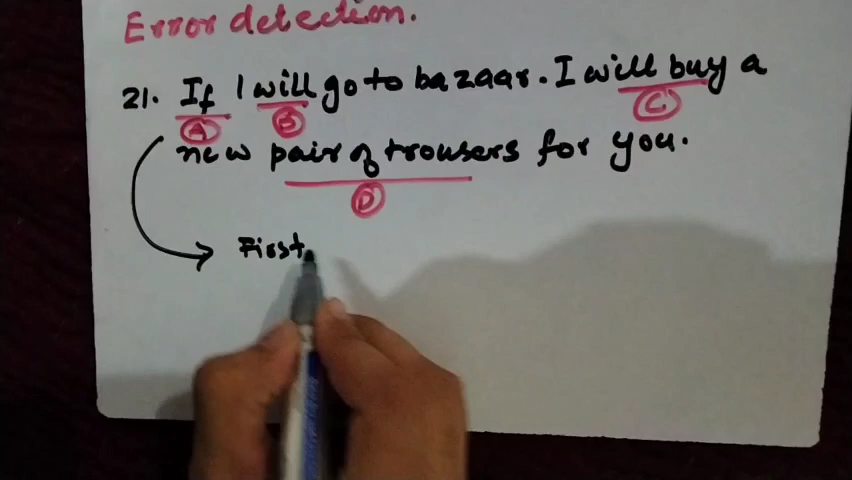 Error detection.
21. If I will go to bazaar. I will buy a
A B C
new pair of trousers for you.
D
First